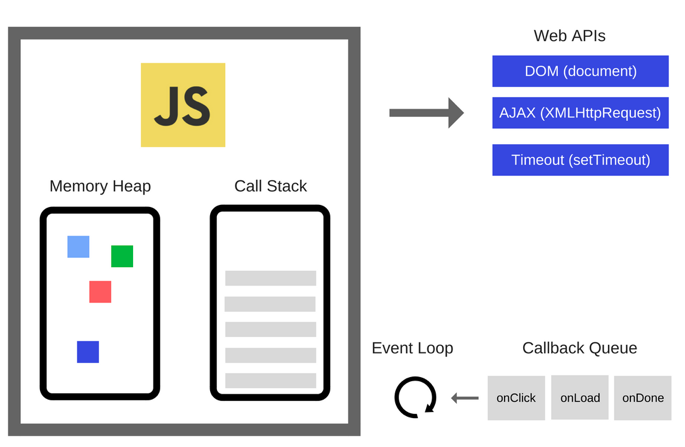 JS
Memory Heap
Call Stack
Web APIs
DOM (document)
AJAX (XMLHttpRequest)
Timeout (setTimeout)
Event Loop
Callback Queue
onClick
onLoad
onDone